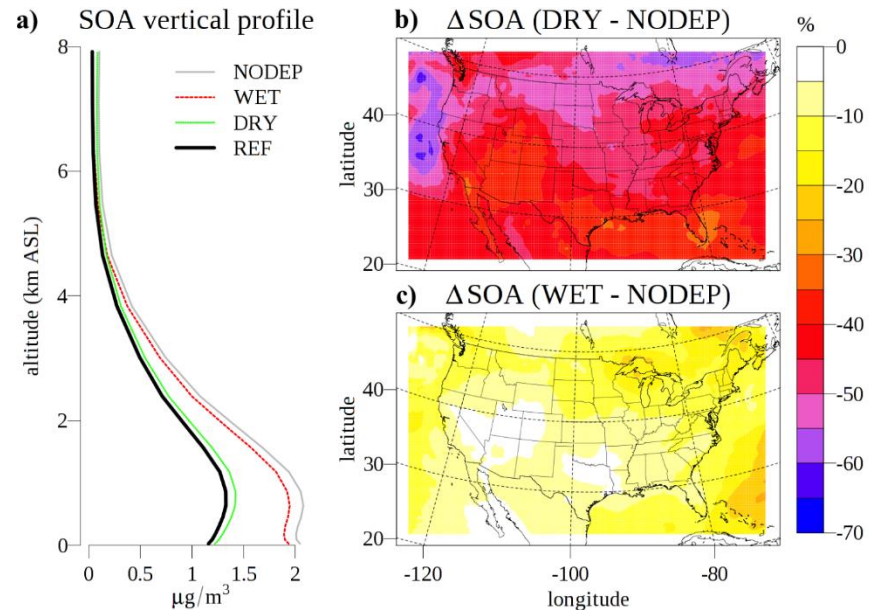 a) SOA vertical profile
8
6
4
2
0
altitude (km ASL)
NODEP
WET
DRY
REF
0 0.5 1 1.5 2
µg/m³
b) ΔSOA (DRY - NODEP)
40
30
20
latitude
c) ΔSOA (WET - NODEP)
40
30
20
latitude
-120 -100 -80
longitude
%
0
-10
-20
-30
-40
-50
-60
-70